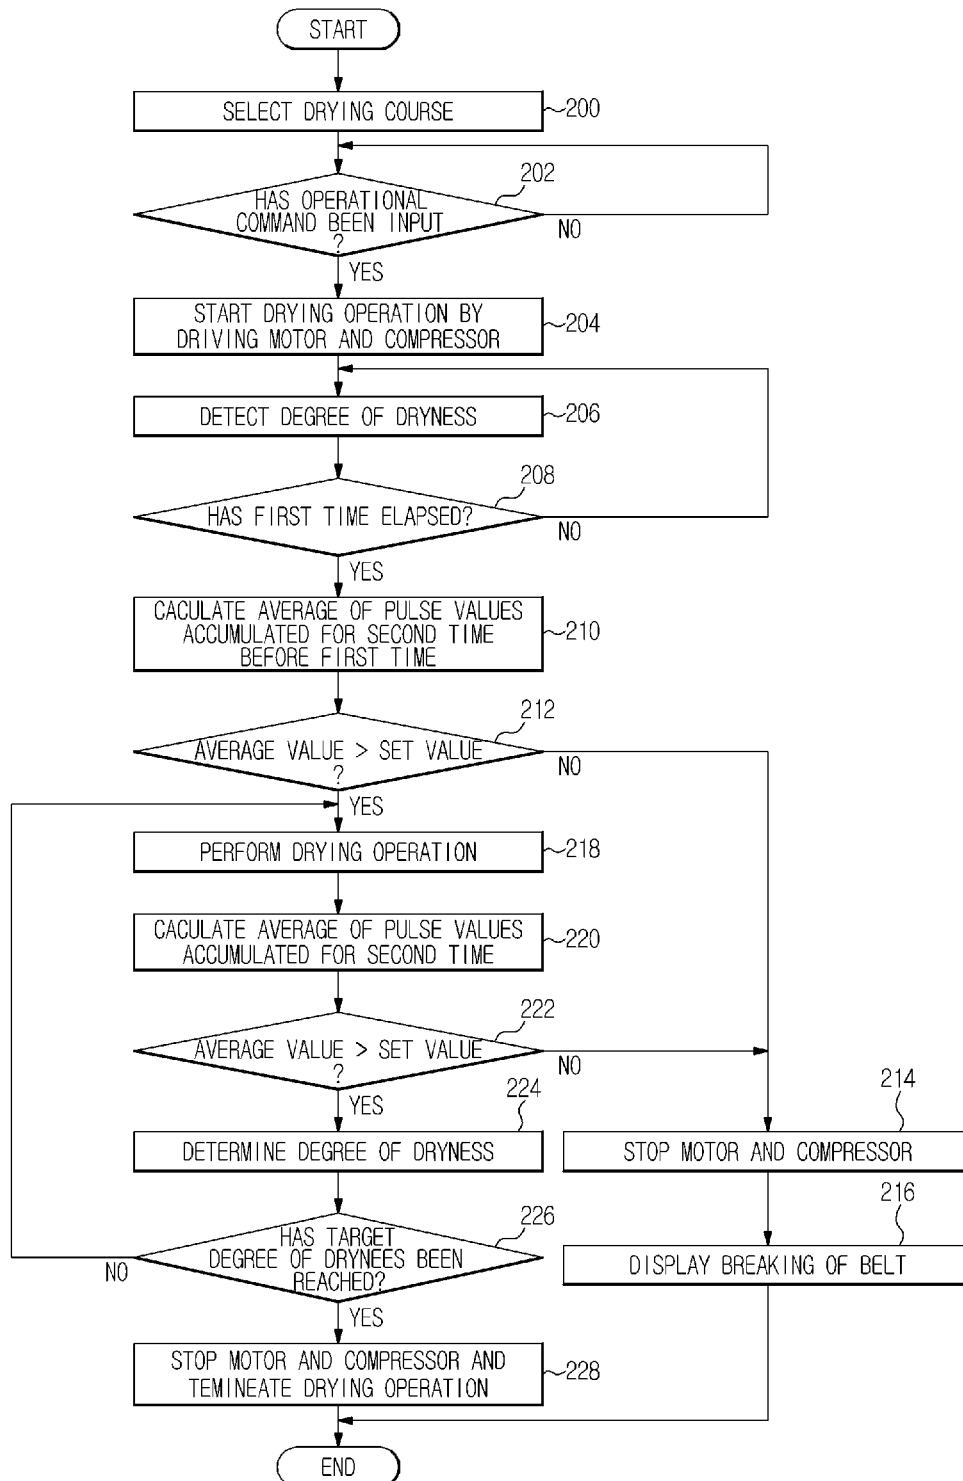 START
SELECT DRYING COURSE
200
HAS OPERATIONAL
COMMAND BEEN INPUT
?
202
NO
YES
START DRYING OPERATION BY
DRIVING MOTOR AND COMPRESSOR
204
DETECT DEGREE OF DRYNESS
206
HAS FIRST TIME ELAPSED?
208
NO
YES
CACULATE AVERAGE OF PULSE VALUES
ACCUMULATED FOR SECOND TIME
BEFORE FIRST TIME
210
AVERAGE VALUE > SET VALUE
?
212
NO
YES
PERFORM DRYING OPERATION
218
CACULATE AVERAGE OF PULSE VALUES
ACCUMULATED FOR SECOND TIME
220
AVERAGE VALUE > SET VALUE
?
222
NO
YES
DETERMINE DEGREE OF DRYNESS
224
STOP MOTOR AND COMPRESSOR
214
HAS TARGET
DEGREE OF DRYNEES BEEN
REACHED?
226
NO
YES
DISPLAY BREAKING OF BELT
216
STOP MOTOR AND COMPRESSOR AND
TEMINEATE DRYING OPERATION
228
END